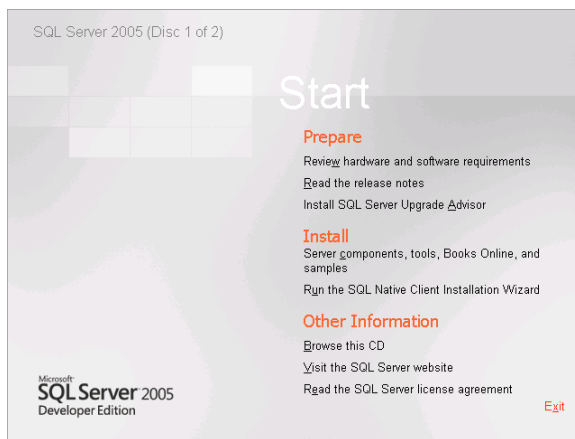 SQL Server 2005 (Disc 1 of 2)
Start
Prepare
Review hardware and software requirements
Read the release notes
Install SQL Server Upgrade Advisor
Install
Server components, tools, Books Online, and
samples
Run the SQL Native Client Installation Wizard
Other Information
Browse this CD
Visit the SQL Server website
Read the SQL Server license agreement
Microsoft
SQL Server 2005
Developer Edition
Exit